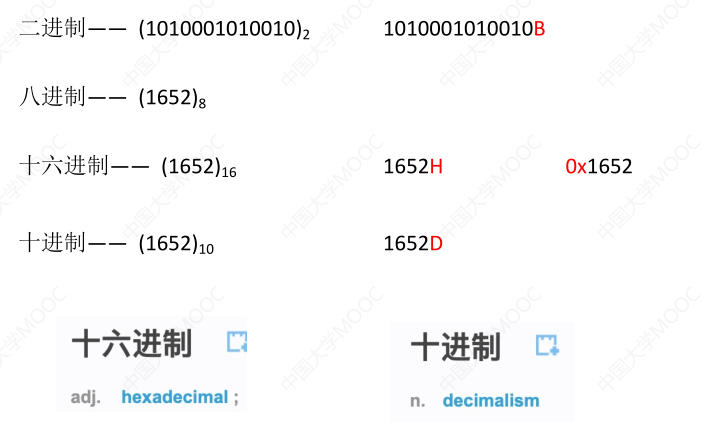 二进制—— (1010001010010)₂ 1010001010010B
八进制—— (1652)₈
十六进制—— (1652)₁₆ 1652H 0x1652
十进制—— (1652)₁₀ 1652D
十六进制 十进制
adj. hexadecimal ; n. decimalism
中国大学MOOC